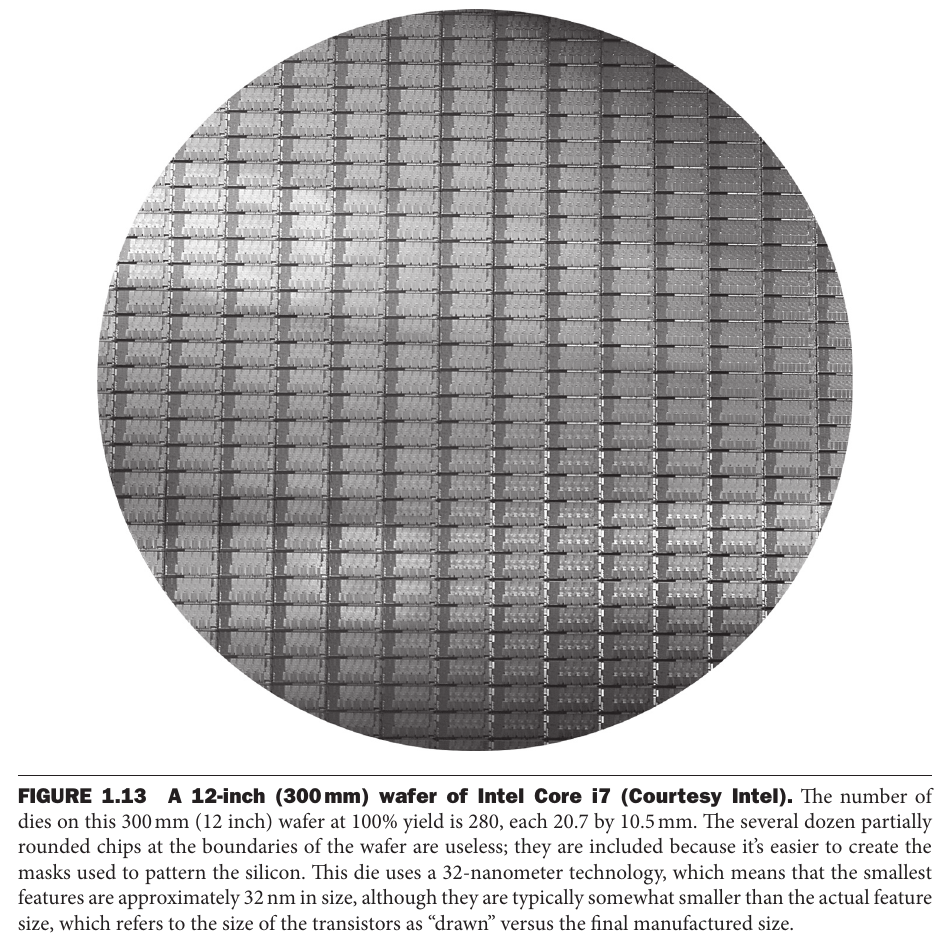 FIGURE 1.13 A 12-inch (300 mm) wafer of Intel Core i7 (Courtesy Intel). The number of
dies on this 300 mm (12 inch) wafer at 100% yield is 280, each 20.7 by 10.5 mm. The several dozen partially
rounded chips at the boundaries of the wafer are useless; they are included because it’s easier to create the
masks used to pattern the silicon. This die uses a 32-nanometer technology, which means that the smallest
features are approximately 32 nm in size, although they are typically somewhat smaller than the actual feature
size, which refers to the size of the transistors as “drawn” versus the final manufactured size.